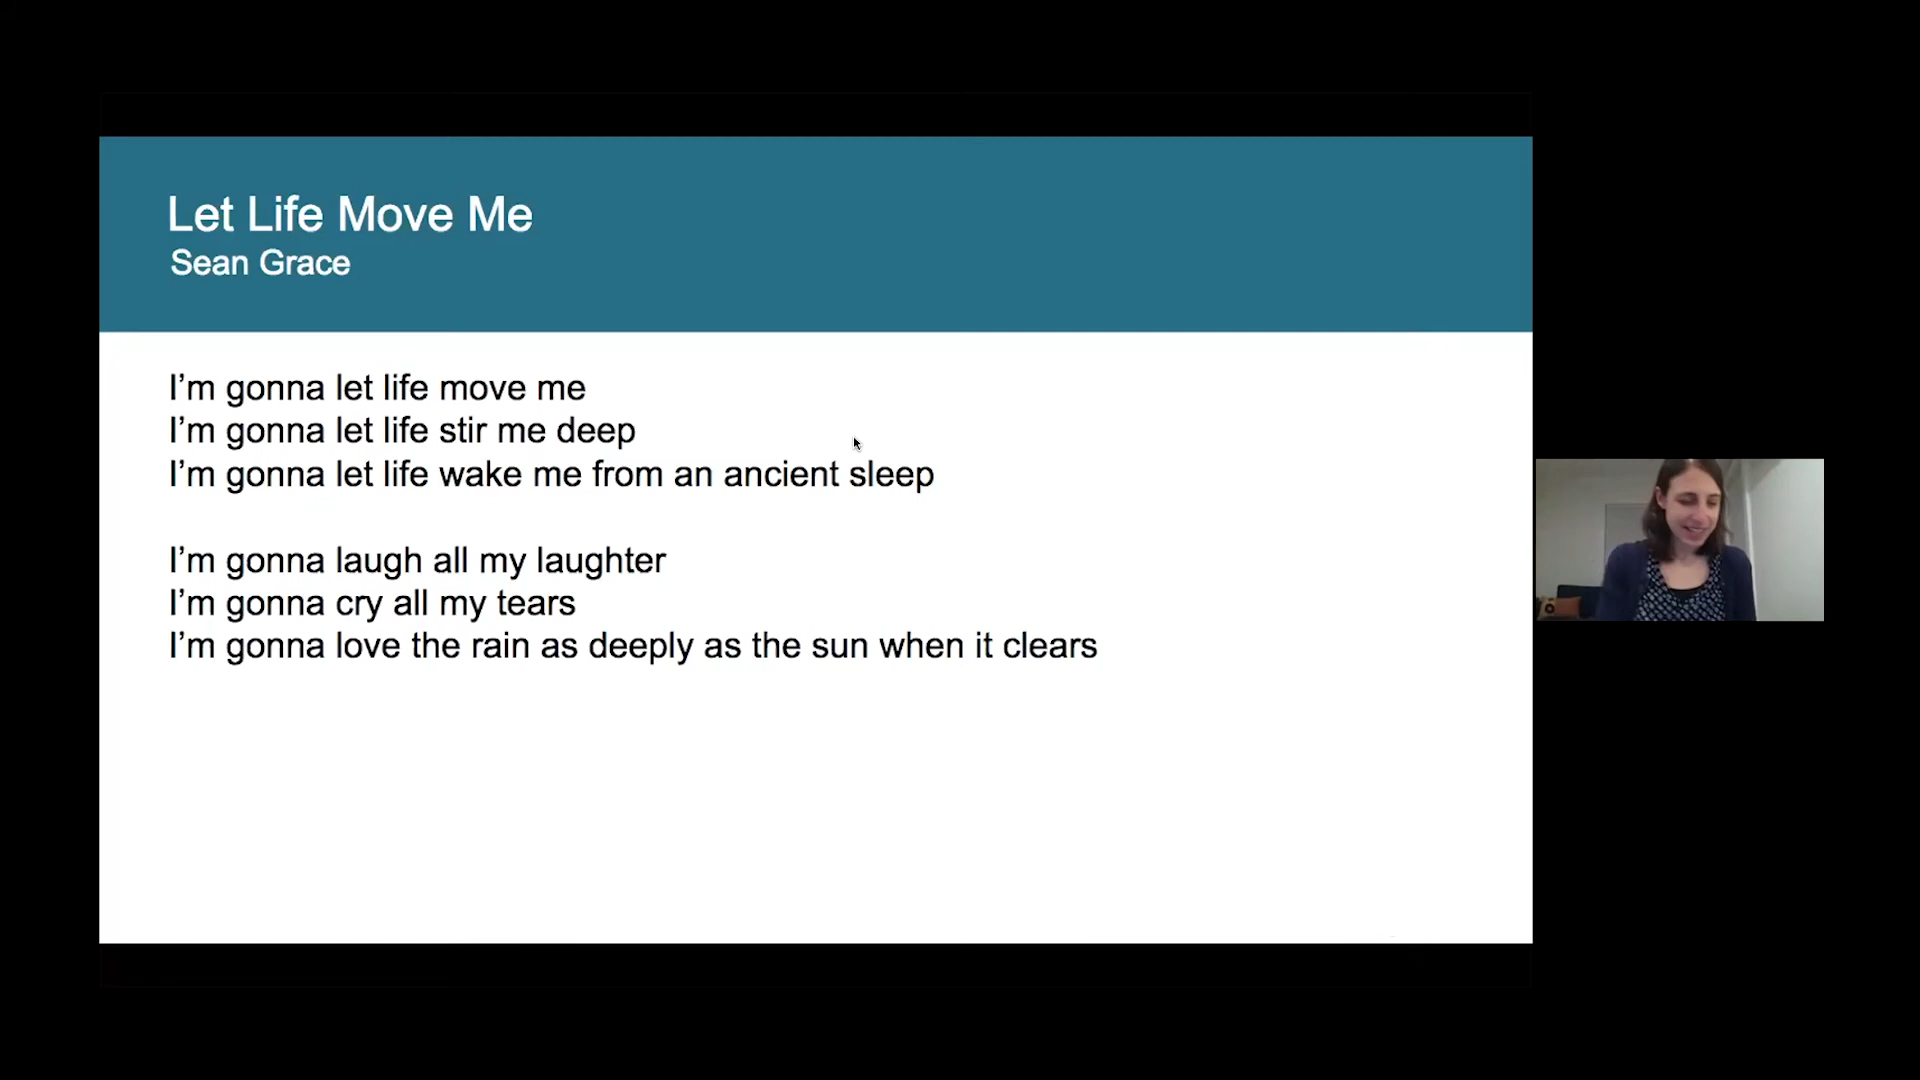 Let Life Move Me
Sean Grace
I’m gonna let life move me
I’m gonna let life stir me deep
I’m gonna let life wake me from an ancient sleep
I’m gonna laugh all my laughter
I’m gonna cry all my tears
I’m gonna love the rain as deeply as the sun when it clears